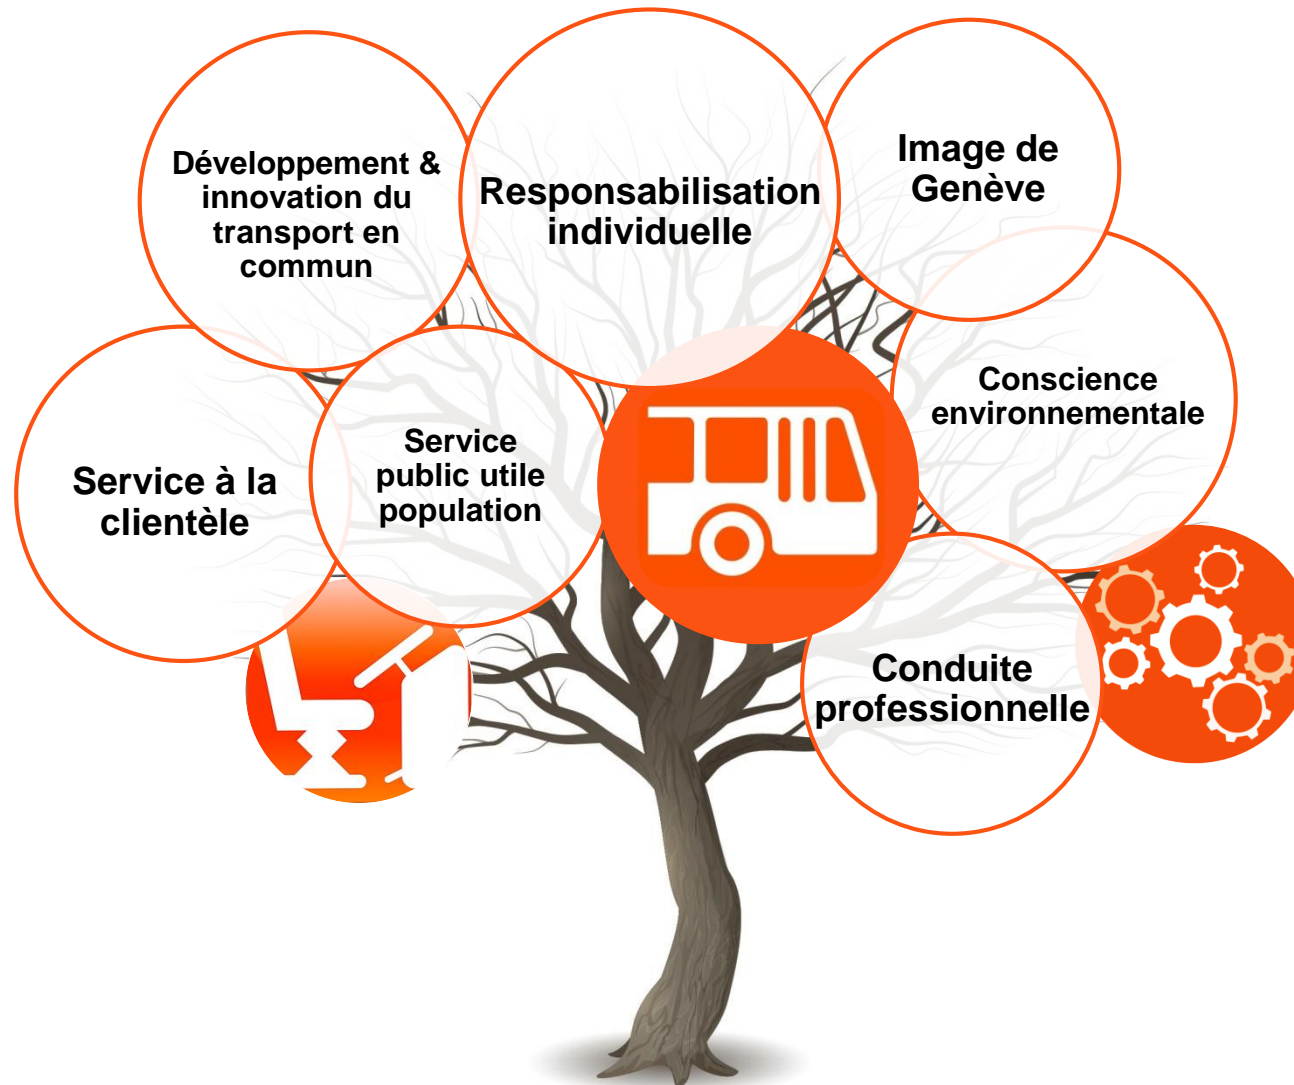 Développement &
innovation du
transport en
commun
Responsabilisation
individuelle
Image de
Genève
Service à la
clientèle
Service
public utile
population
Conscience
environnementale
Conduite
professionnelle